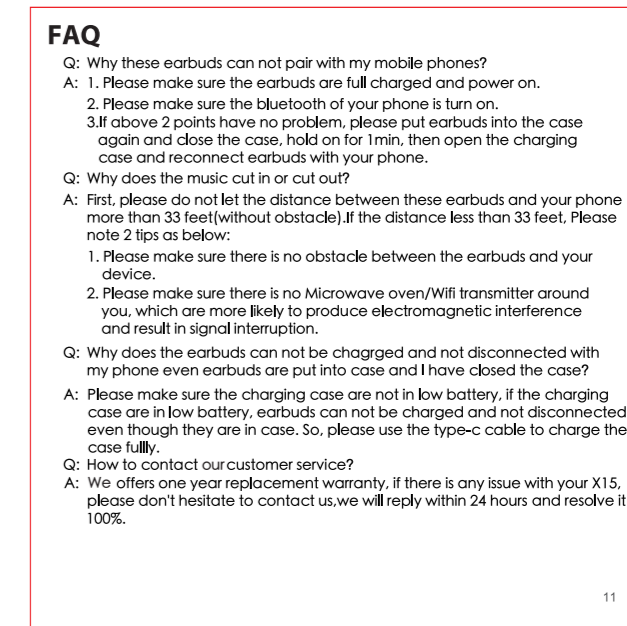 FAQ
Q: Why these earbuds can not pair with my mobile phones?
A: 1. Please make sure the earbuds are full charged and power on.
2. Please make sure the bluetooth of your phone is turn on.
3.If above 2 points have no problem, please put earbuds into the case
again and close the case, hold on for 1min, then open the charging
case and reconnect earbuds with your phone.
Q: Why does the music cut in or cut out?
A: First, please do not let the distance between these earbuds and your phone
more than 33 feet(without obstacle).If the distance less than 33 feet, Please
note 2 tips as below:
1. Please make sure there is no obstacle between the earbuds and your
device.
2. Please make sure there is no Microwave oven/Wifi transmitter around
you, which are more likely to produce electromagnetic interference
and result in signal interruption.
Q: Why does the earbuds can not be chagrged and not disconnected with
my phone even earbuds are put into case and I have closed the case?
A: Please make sure the charging case are not in low battery, if the charging
case are in low battery, earbuds can not be charged and not disconnected
even though they are in case. So, please use the type-c cable to charge the
case fullly.
Q: How to contact our customer service?
A: We offers one year replacement warranty, if there is any issue with your X15,
please don't hesitate to contact us,we will reply within 24 hours and resolve it
100%.
11